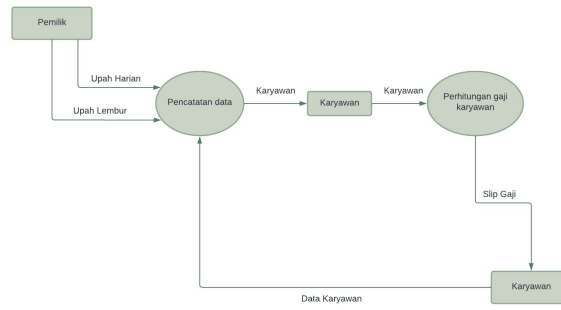 Pemilik
Upah Harian
Upah Lembur
Pencatatan data
Karyawan
Karyawan
Karyawan
Perhitungan gaji
karyawan
Slip Gaji
Karyawan
Data Karyawan